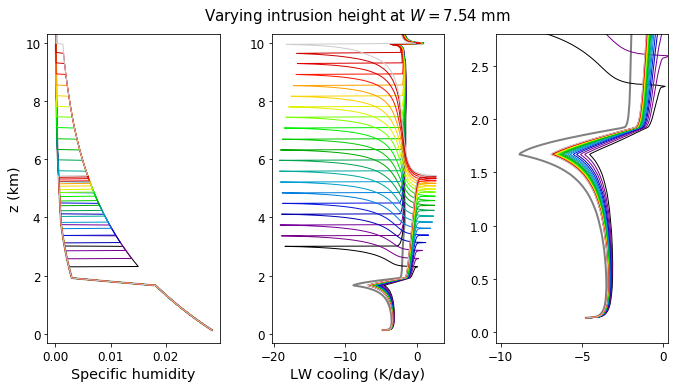 Varying intrusion height at W = 7.54 mm
z (km)
10
8
6
4
2
0
0.00 0.01 0.02
Specific humidity
10
8
6
4
2
0
−20 −10 0
LW cooling (K/day)
2.5
2.0
1.5
1.0
0.5
0.0
−10 −5 0